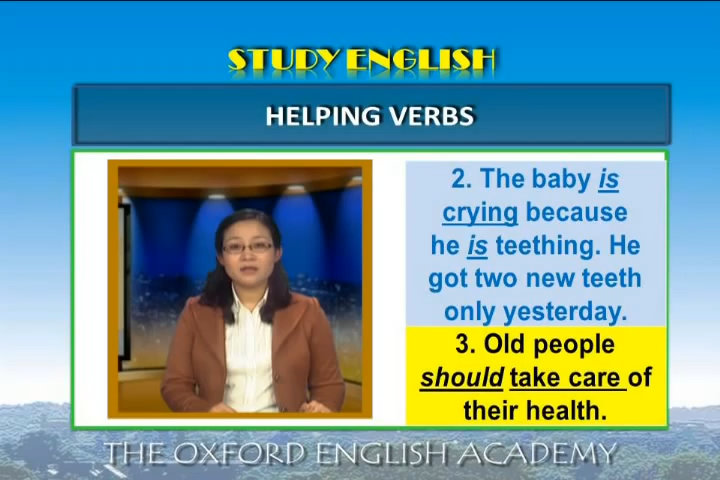 STUDY ENGLISH
HELPING VERBS
2. The baby is
crying because
he is teething. He
got two new teeth
only yesterday.
3. Old people
should take care of
their health.
THE OXFORD ENGLISH ACADEMY